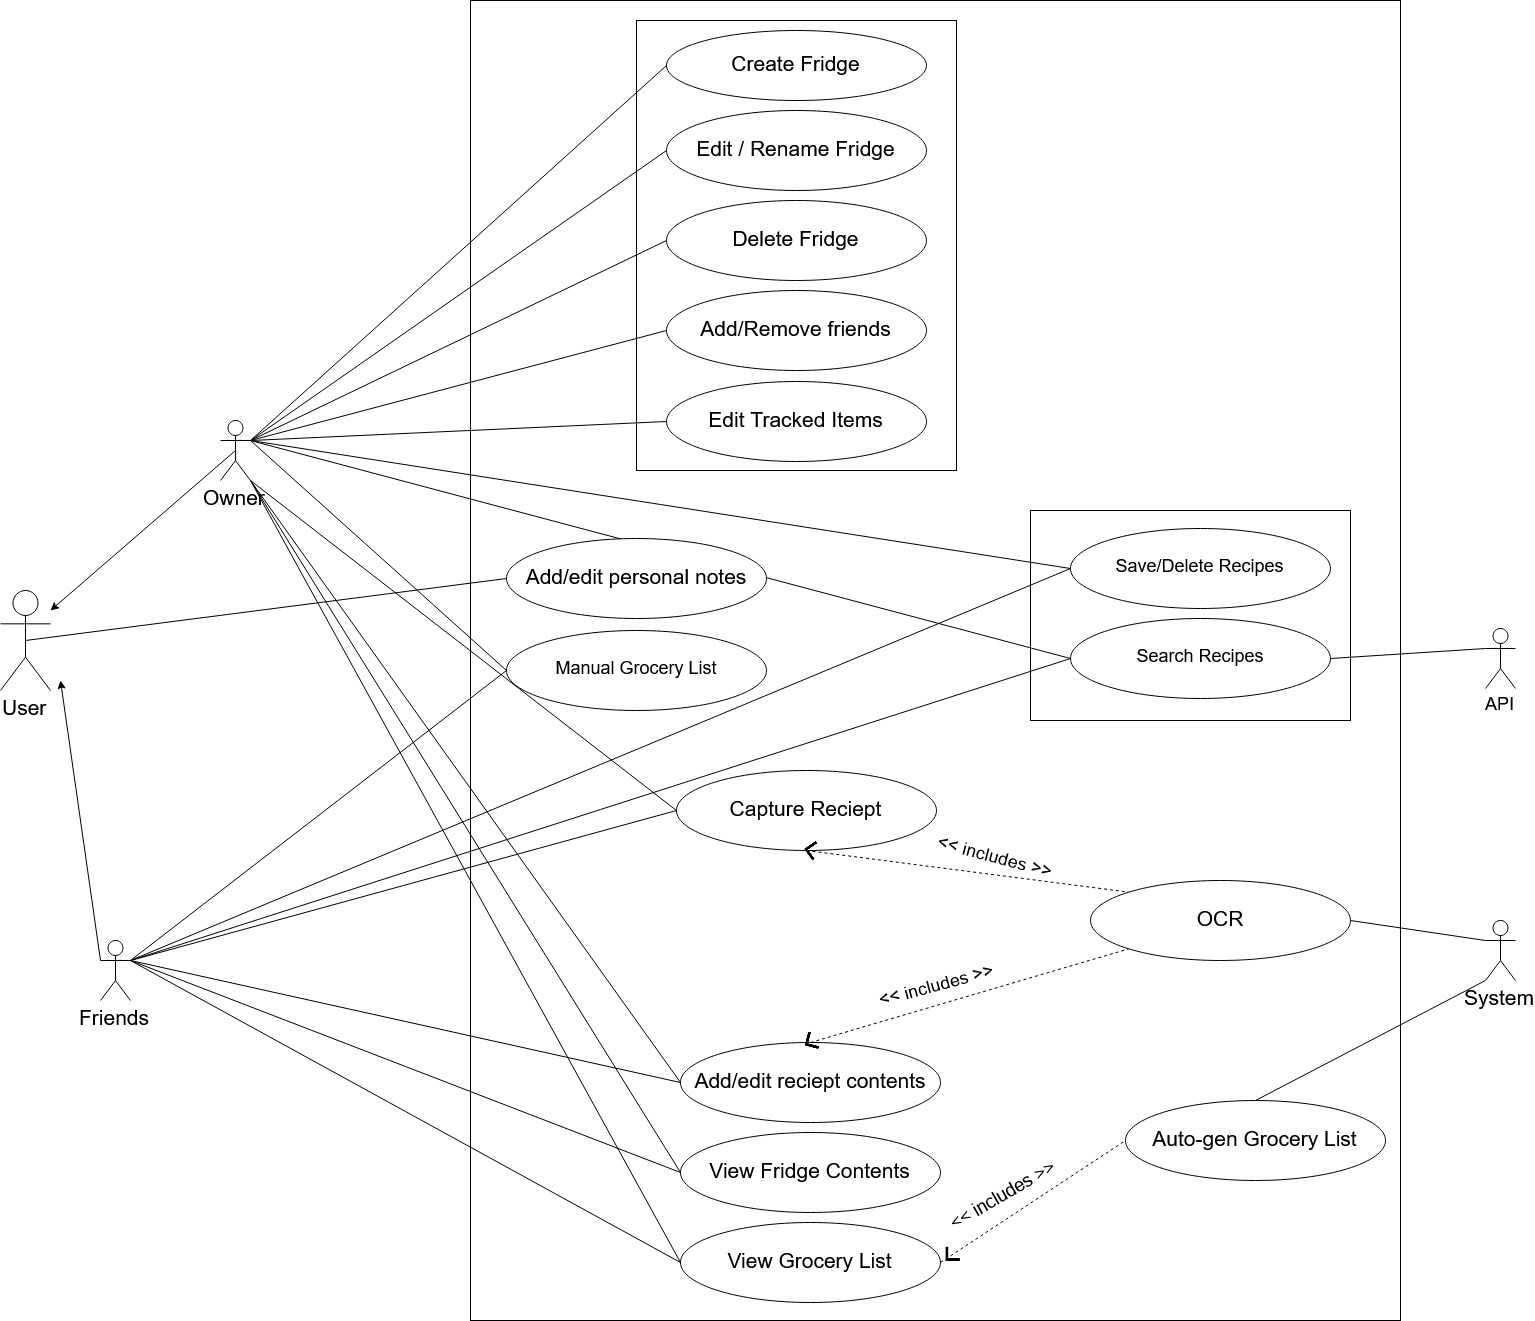 Create Fridge
Edit / Rename Fridge
Delete Fridge
Add/Remove friends
Edit Tracked Items
Owner
Add/edit personal notes
Save/Delete Recipes
Manual Grocery List
Search Recipes
User
API
Capture Reciept
<< includes >>
OCR
<< includes >>
System
Friends
Add/edit reciept contents
Auto-gen Grocery List
View Fridge Contents
<< includes >>
View Grocery List